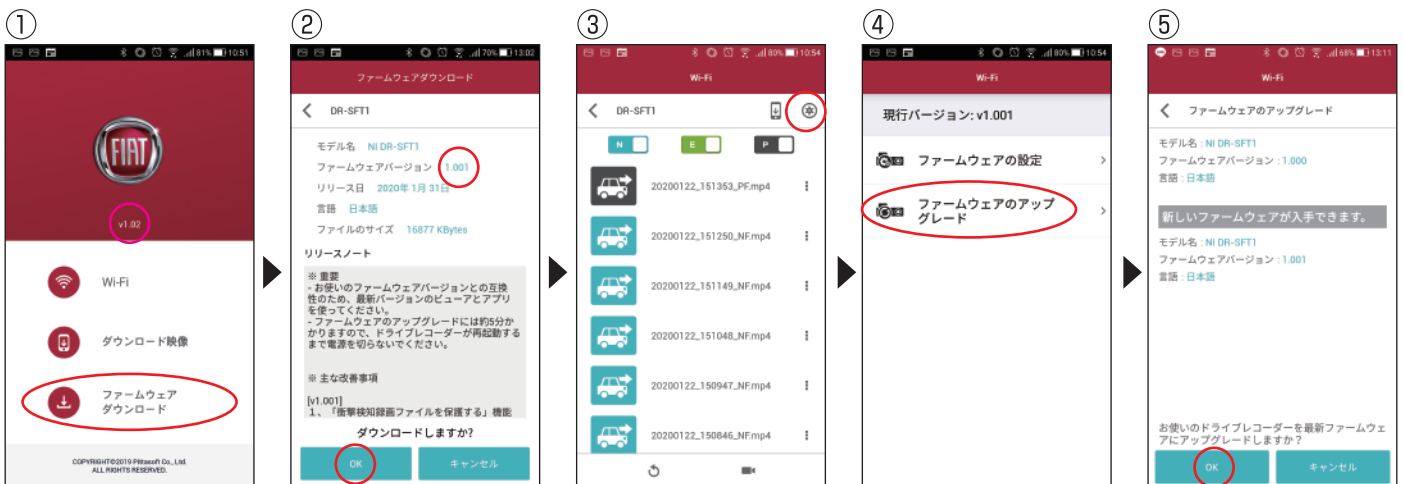 ①
81% 10:51
FIAT
v1.02
Wi-Fi
ダウンロード映像
ファームウェア
ダウンロード
COPYRIGHT©2019 Pittasoft Co., Ltd.
ALL RIGHTS RESERVED.
②
70% 13:02
ファームウェアダウンロード
DR-SFT1
モデル名 NI DR-SFT1
ファームウェアバージョン 1.001
リリース日 2020年 1月 31日
言語 日本語
ファイルのサイズ 16877 KBytes
リリースノート
※ 重要
- お使いのファームウェアバージョンとの互換
性のため、最新バージョンのビューアとアプリ
を使ってください。
- ファームウェアのアップグレードには約5分か
かりますので、ドライブレコーダーが再起動する
まで電源を切らないでください。
※ 主な改善事項
[v1.001]
1、「衝撃検知録画ファイルを保護する」機能
ダウンロードしますか?
OK キャンセル
③
80% 10:54
Wi-Fi
DR-SFT1
N E P
20200122_151353_PF.mp4
20200122_151250_NF.mp4
20200122_151149_NF.mp4
20200122_151048_NF.mp4
20200122_150947_NF.mp4
20200122_150846_NF.mp4
④
80% 10:54
Wi-Fi
現行バージョン: v1.001
ファームウェアの設定
ファームウェアのアップ
グレード
⑤
68% 13:11
Wi-Fi
ファームウェアのアップグレード
モデル名 : NI DR-SFT1
ファームウェアバージョン : 1.000
言語 : 日本語
新しいファームウェアが入手できます。
モデル名 : NI DR-SFT1
ファームウェアバージョン : 1.001
言語 : 日本語
お使いのドライブレコーダーを最新ファームウェ
アにアップグレードしますか？
OK キャンセル